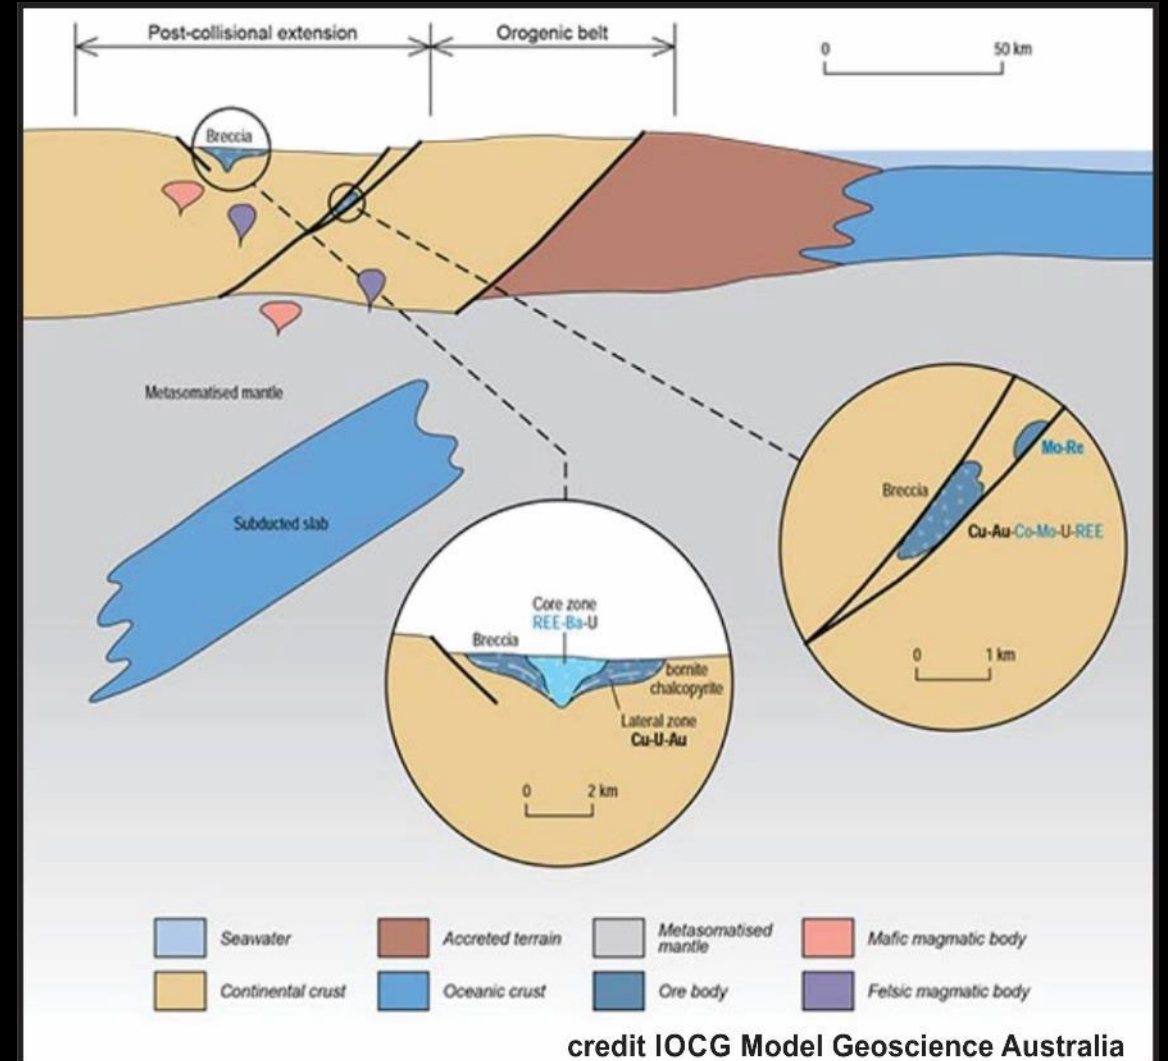 Post-collisional extension
Orogenic belt
0 50 km
Breccia
Metasomatised mantle
Subducted slab
Mo-Re
Breccia
Cu-Au-Co-Mo-U-REE
0 1 km
Core zone
REE-Ba-U
Breccia
bornite
chalcopyrite
Lateral zone
Cu-U-Au
0 2 km
Seawater
Accreted terrain
Metasomatised
mantle
Mafic magmatic body
Continental crust
Oceanic crust
Ore body
Felsic magmatic body
credit IOCG Model Geoscience Australia